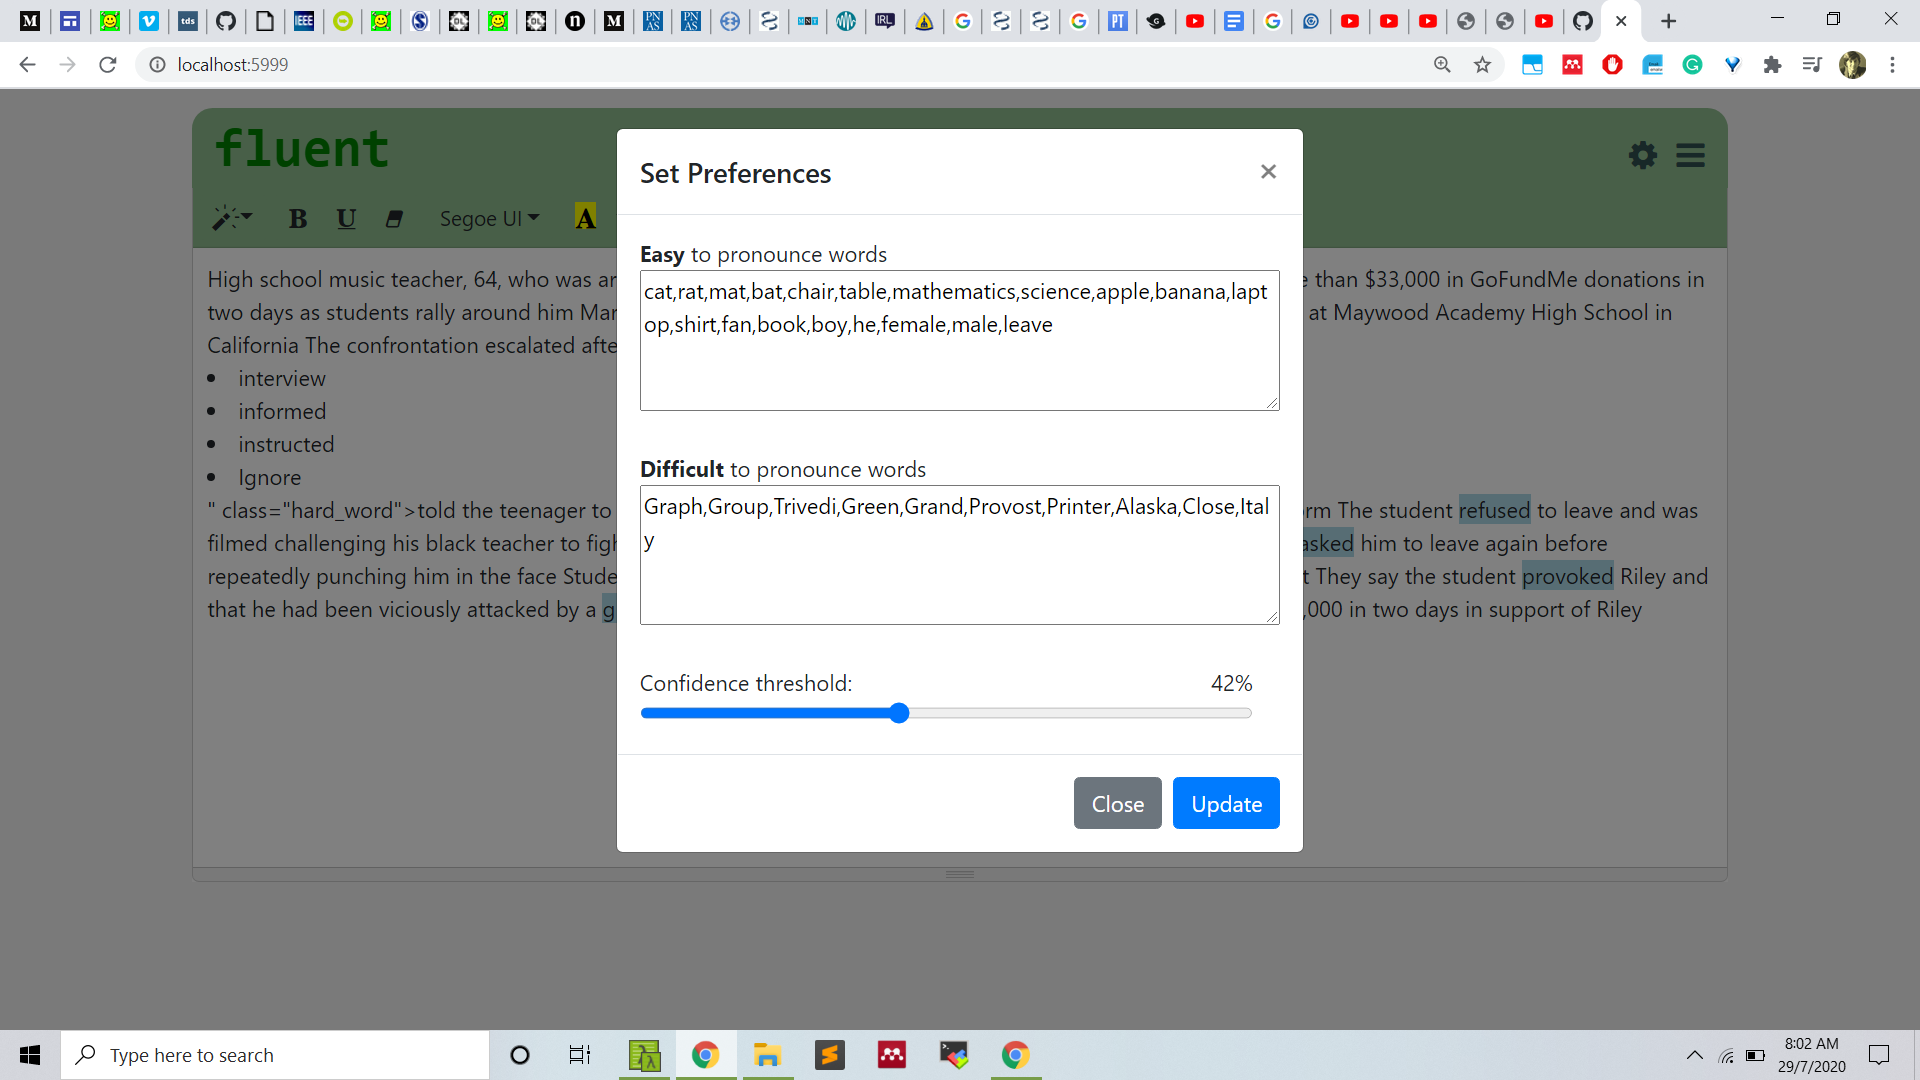 localhost:5999
fluent
B U Segoe UI A
Set Preferences
×
Easy to pronounce words
cat,rat,mat,bat,chair,table,mathematics,science,apple,banana,lapt
op,shirt,fan,book,boy,he,female,male,leave
Difficult to pronounce words
Graph,Group,Trivedi,Green,Grand,Provost,Printer,Alaska,Close,Ital
y
Confidence threshold: 42%
Close Update
High school music teacher, 64, who was ar e than $33,000 in GoFundMe donations in
two days as students rally around him Mar at Maywood Academy High School in
California The confrontation escalated afte
• interview
• informed
• instructed
• Ignore
" class="hard_word">told the teenager to rm The student refused to leave and was
filmed challenging his black teacher to figh asked him to leave again before
repeatedly punching him in the face Stude t They say the student provoked Riley and
that he had been viciously attacked by a g ,000 in two days in support of Riley
Type here to search
8:02 AM
29/7/2020